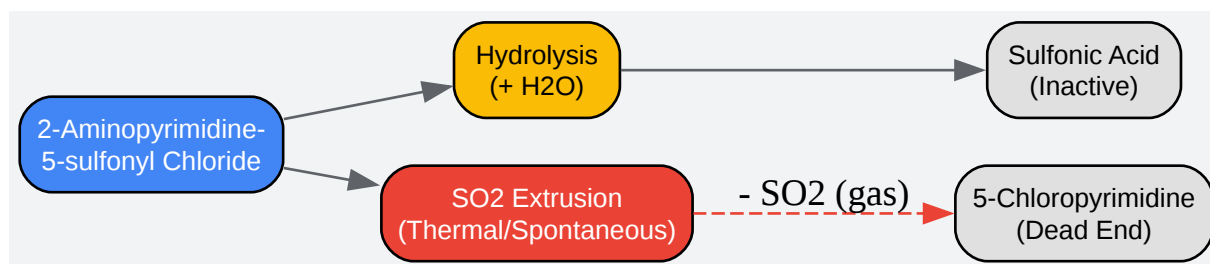 2-Aminopyrimidine-
5-sulfonyl Chloride
Hydrolysis
(+ H2O)
Sulfonic Acid
(Inactive)
SO2 Extrusion
(Thermal/Spontaneous)
- SO2 (gas)
5-Chloropyrimidine
(Dead End)